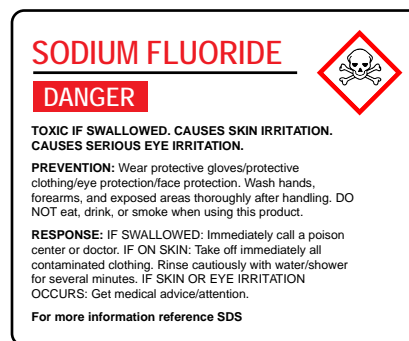 SODIUM FLUORIDE
DANGER
TOXIC IF SWALLOWED. CAUSES SKIN IRRITATION.
CAUSES SERIOUS EYE IRRITATION.
PREVENTION: Wear protective gloves/protective
clothing/eye protection/face protection. Wash hands,
forearms, and exposed areas thoroughly after handling. DO
NOT eat, drink, or smoke when using this product.
RESPONSE: IF SWALLOWED: Immediately call a poison
center or doctor. IF ON SKIN: Take off immediately all
contaminated clothing. Rinse cautiously with water/shower
for several minutes. IF SKIN OR EYE IRRITATION
OCCURS: Get medical advice/attention.
For more information reference SDS